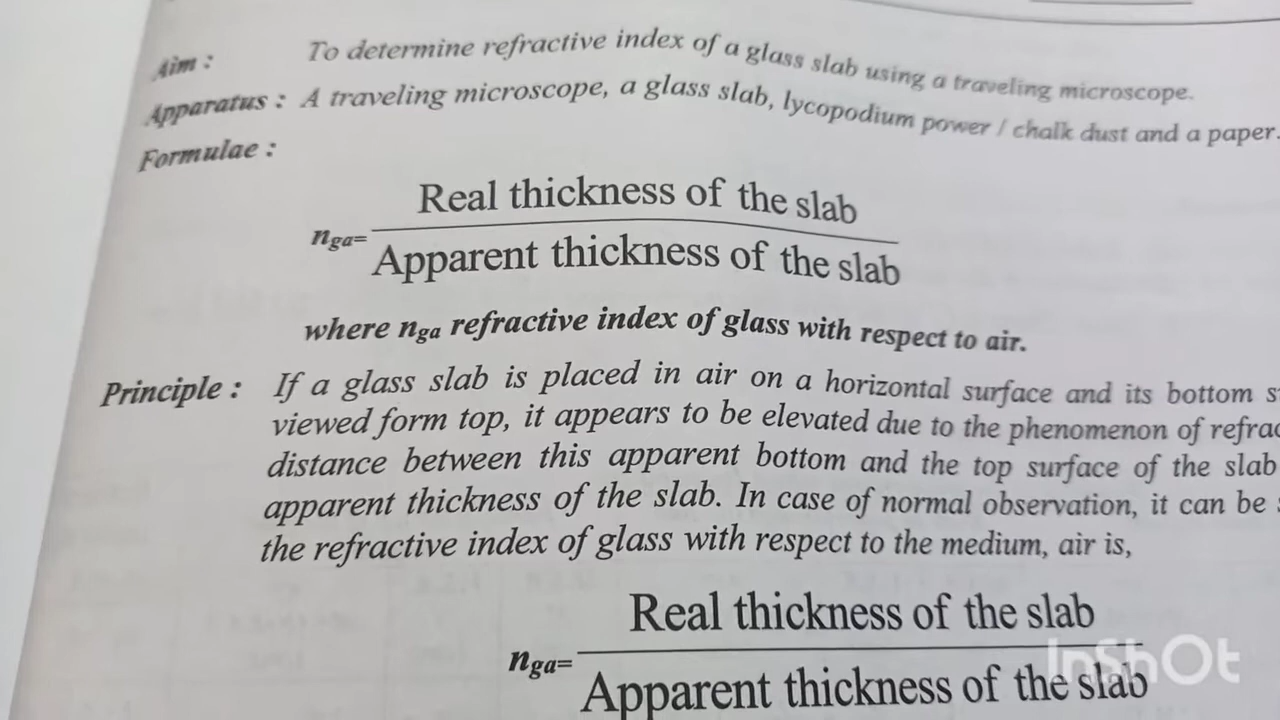 Aim : To determine refractive index of a glass slab using a traveling microscope.
Apparatus : A traveling microscope, a glass slab, lycopodium power / chalk dust and a paper.
Formulae :
Real thickness of the slab
nga=
Apparent thickness of the slab
where nga refractive index of glass with respect to air.
Principle : If a glass slab is placed in air on a horizontal surface and its bottom
viewed form top, it appears to be elevated due to the phenomenon of
distance between this apparent bottom and the top surface of the slab
apparent thickness of the slab. In case of normal observation, it can be
the refractive index of glass with respect to the medium, air is,
Real thickness of the slab
nga=
Apparent thickness of the slab
InShOt